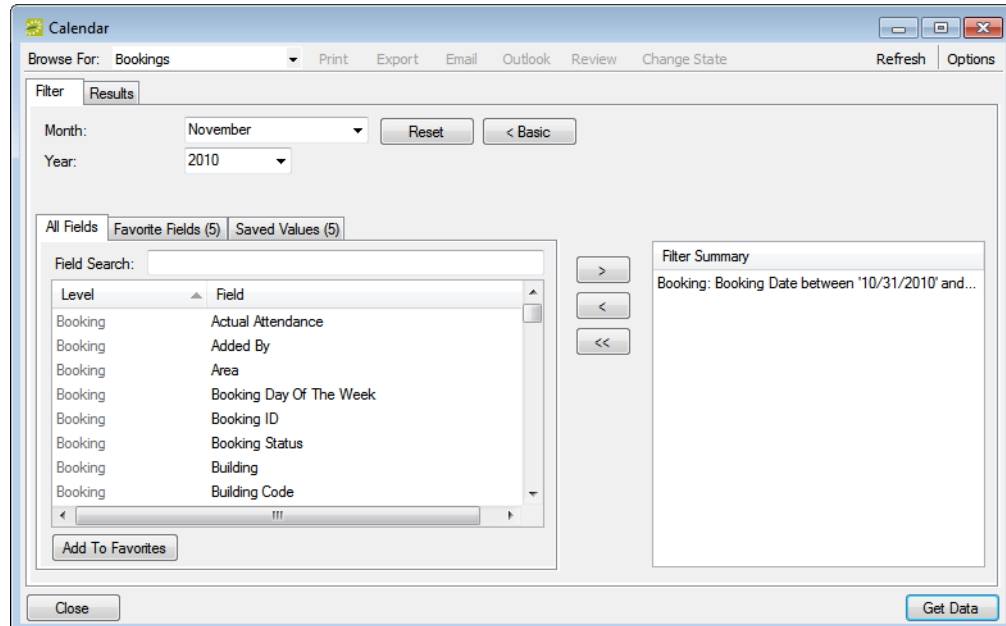 Calendar
Browse For: Bookings Print Export Email Outlook Review Change State Refresh Options
Filter Results
Month: November Reset < Basic
Year: 2010
All Fields Favorite Fields (5) Saved Values (5)
Field Search:
Filter Summary
> 
Level Field
Booking: Booking Date between '10/31/2010' and...
Booking Actual Attendance
<
Booking Added By
<<
Booking Area
Booking Booking Day Of The Week
Booking Booking ID
Booking Booking Status
Booking Building
Booking Building Code
Add To Favorites
Close Get Data